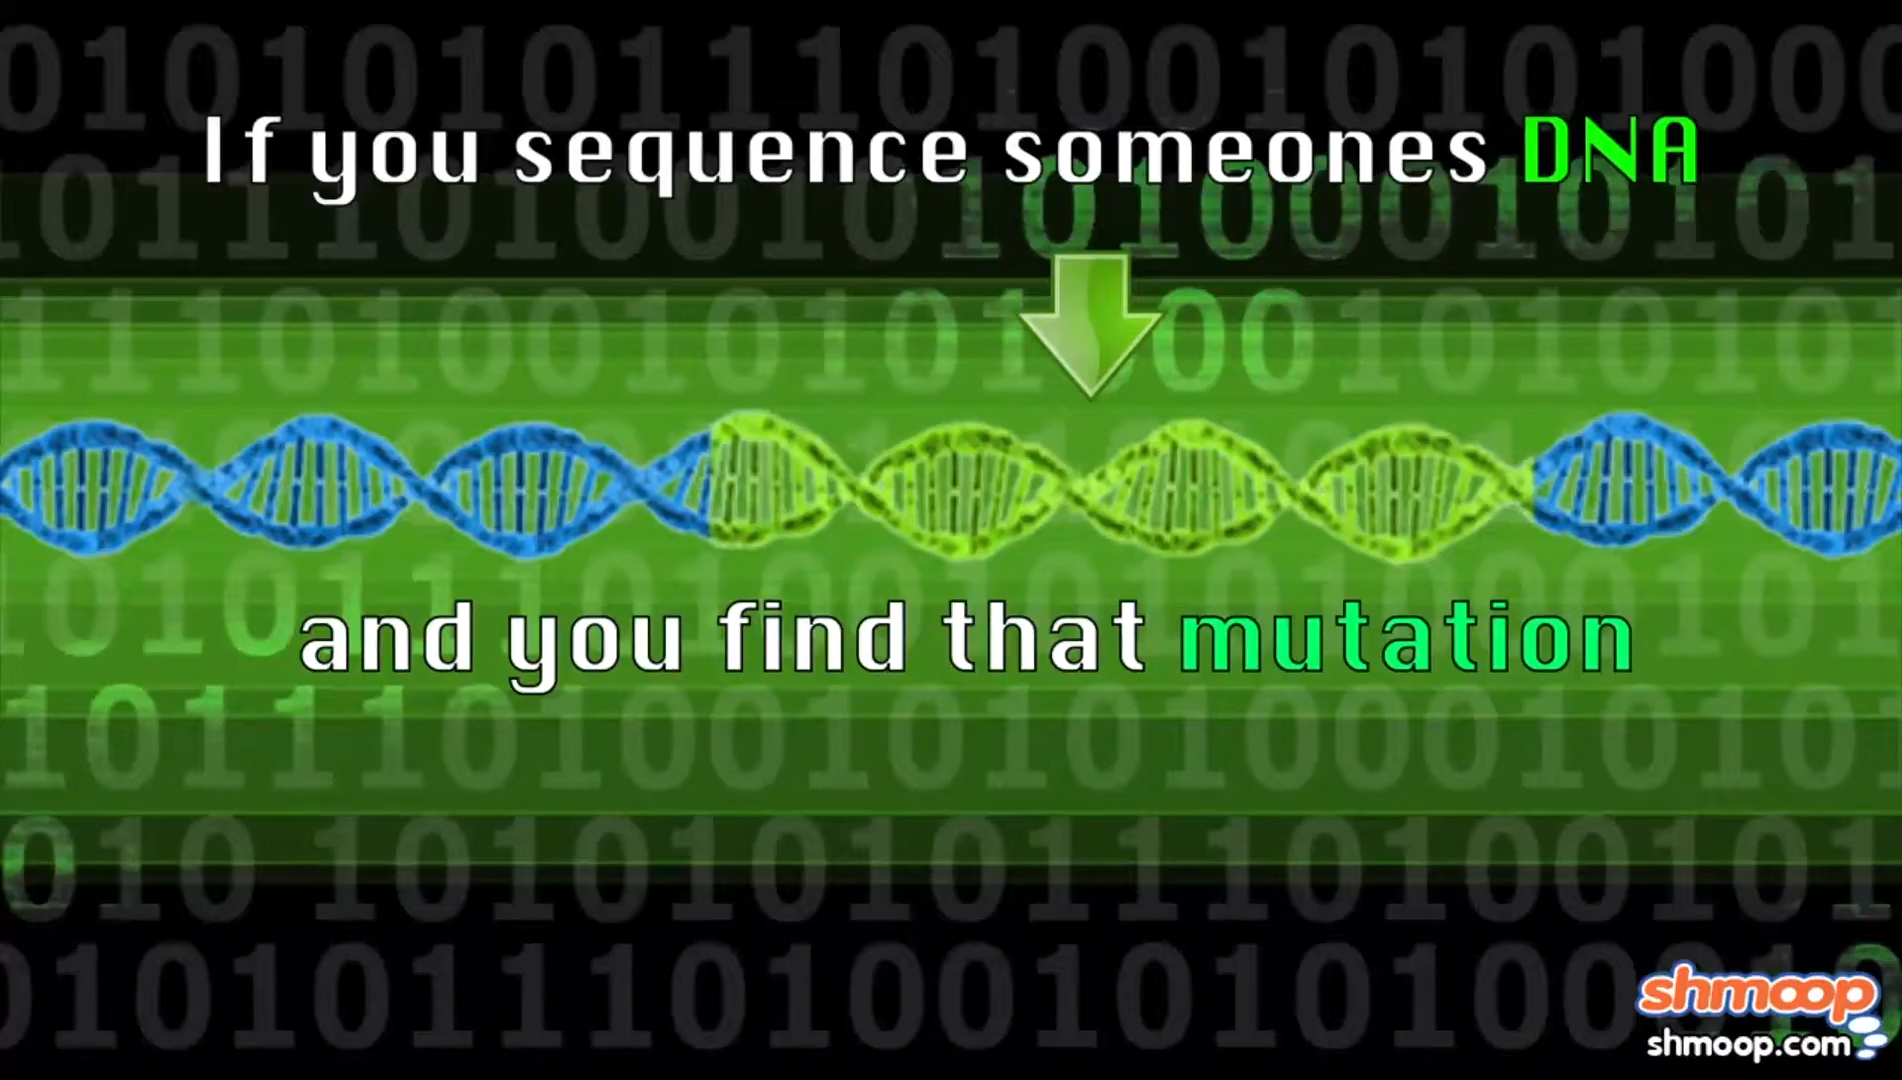 If you sequence someones DNA
and you find that mutation
shmoop
shmoop.com